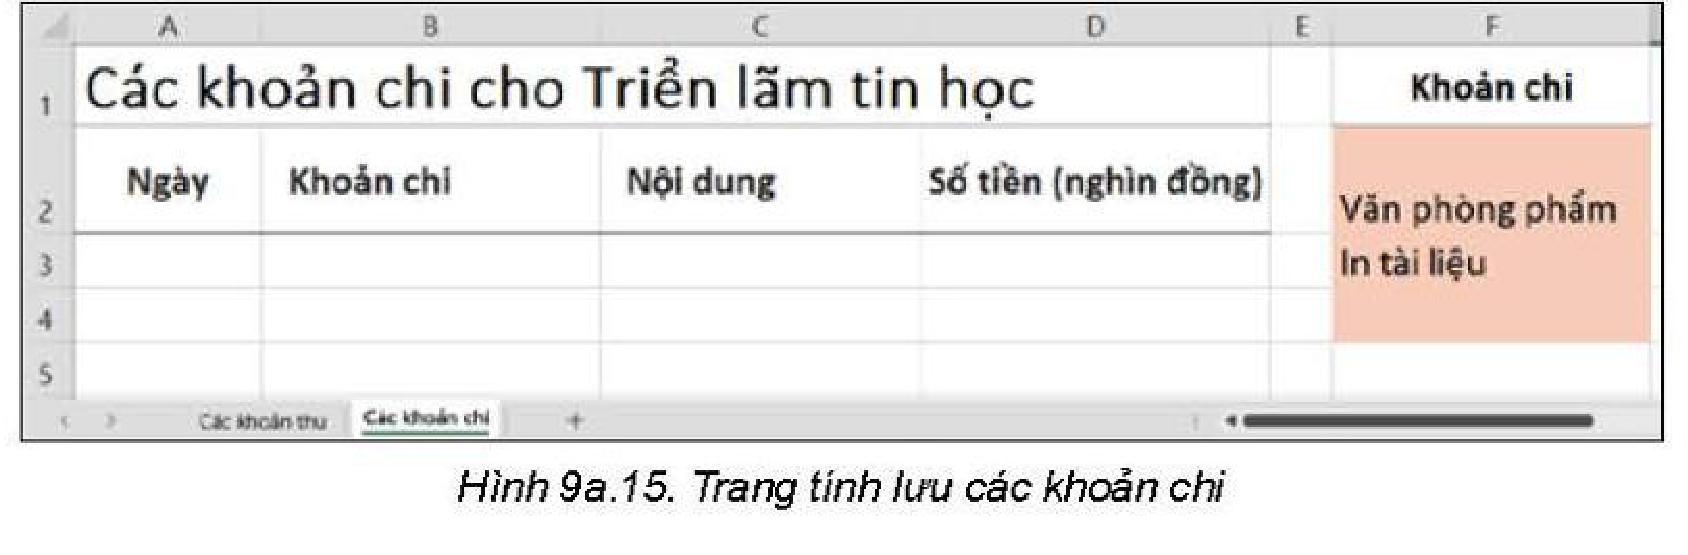 A B C D E F
1 Các khoản chi cho Triển lãm tin học Khoản chi
2 Ngày Khoản chi Nội dung Số tiền (nghìn đồng) Văn phòng phẩm
3 In tài liệu
4
5
Các khoản thu Các khoản chi +
Hình 9a.15. Trang tính lưu các khoản chi